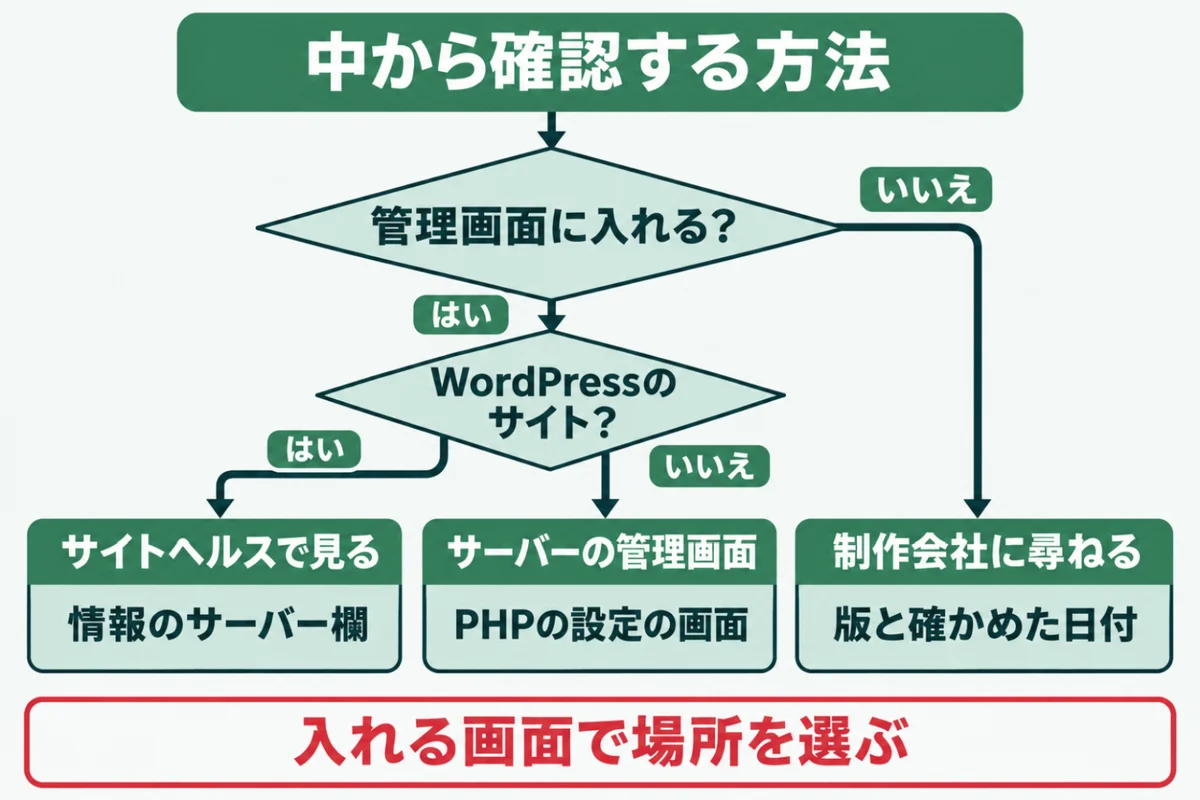 中から確認する方法
管理画面に入れる？
いいえ
はい
WordPressの
サイト？
はい
いいえ
サイトヘルスで見る
情報のサーバー欄
サーバーの管理画面
PHPの設定の画面
制作会社に尋ねる
版と確かめた日付
入れる画面で場所を選ぶ